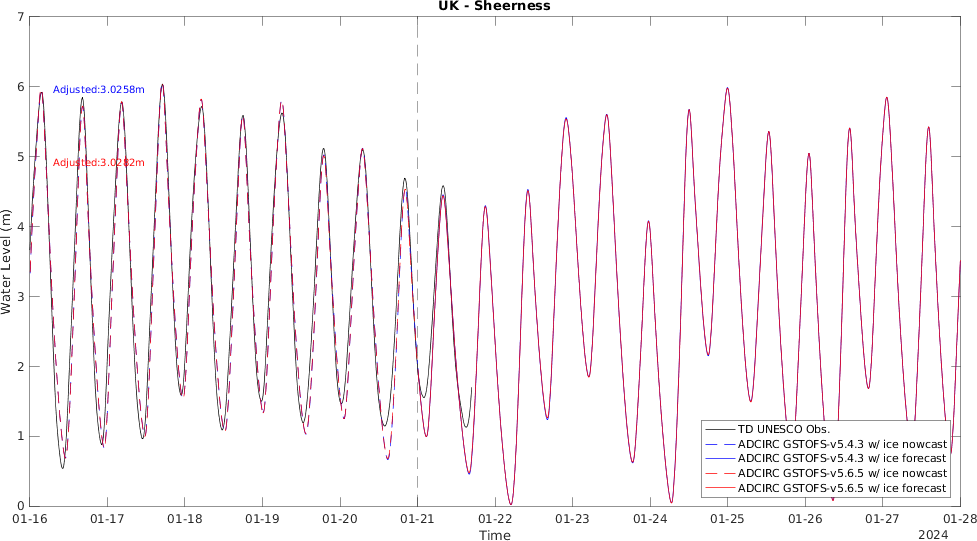 UK - Sheerness
7
6
5
4
3
2
1
0
Water Level (m)
Adjusted:3.0258m
Adjusted:3.0282m
TD UNESCO Obs.
ADCIRC GSTOFS-v5.4.3 w/ ice nowcast
ADCIRC GSTOFS-v5.4.3 w/ ice forecast
ADCIRC GSTOFS-v5.6.5 w/ ice nowcast
ADCIRC GSTOFS-v5.6.5 w/ ice forecast
01-16 01-17 01-18 01-19 01-20 01-21 01-22 01-23 01-24 01-25 01-26 01-27 01-28
Time
2024